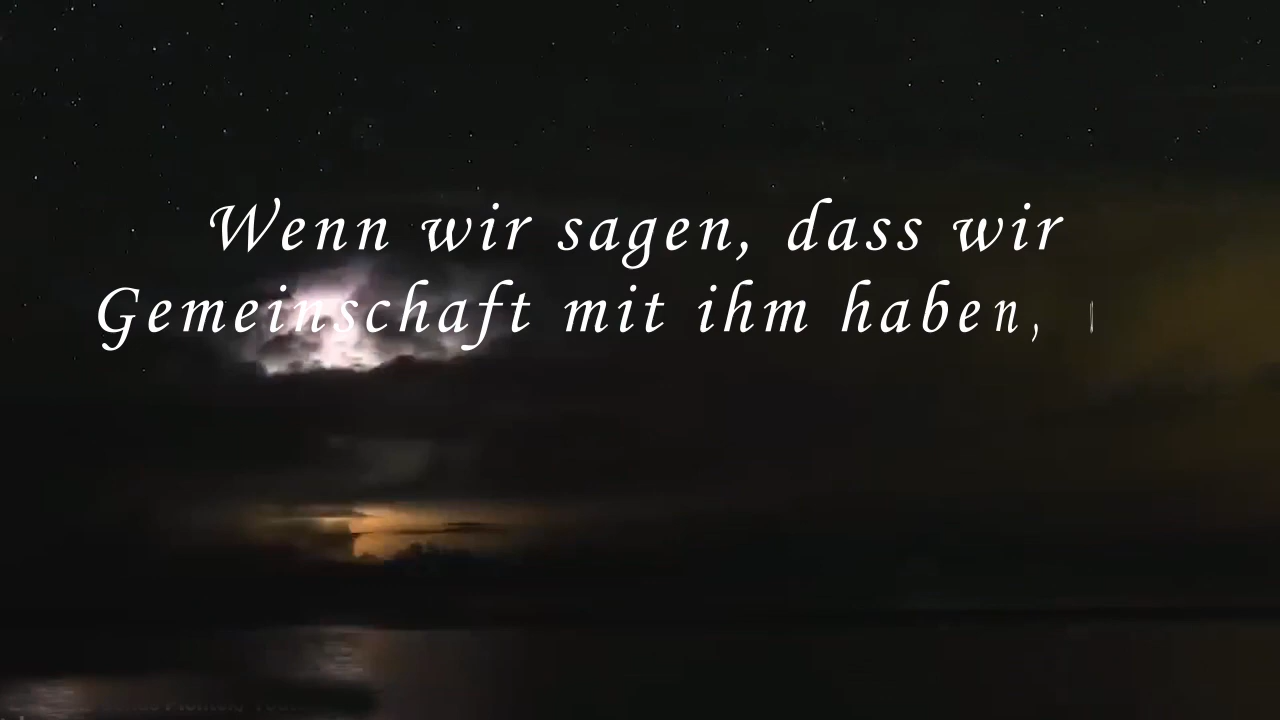 Wenn wir sagen, dass wir
Gemeinschaft mit ihm haben,